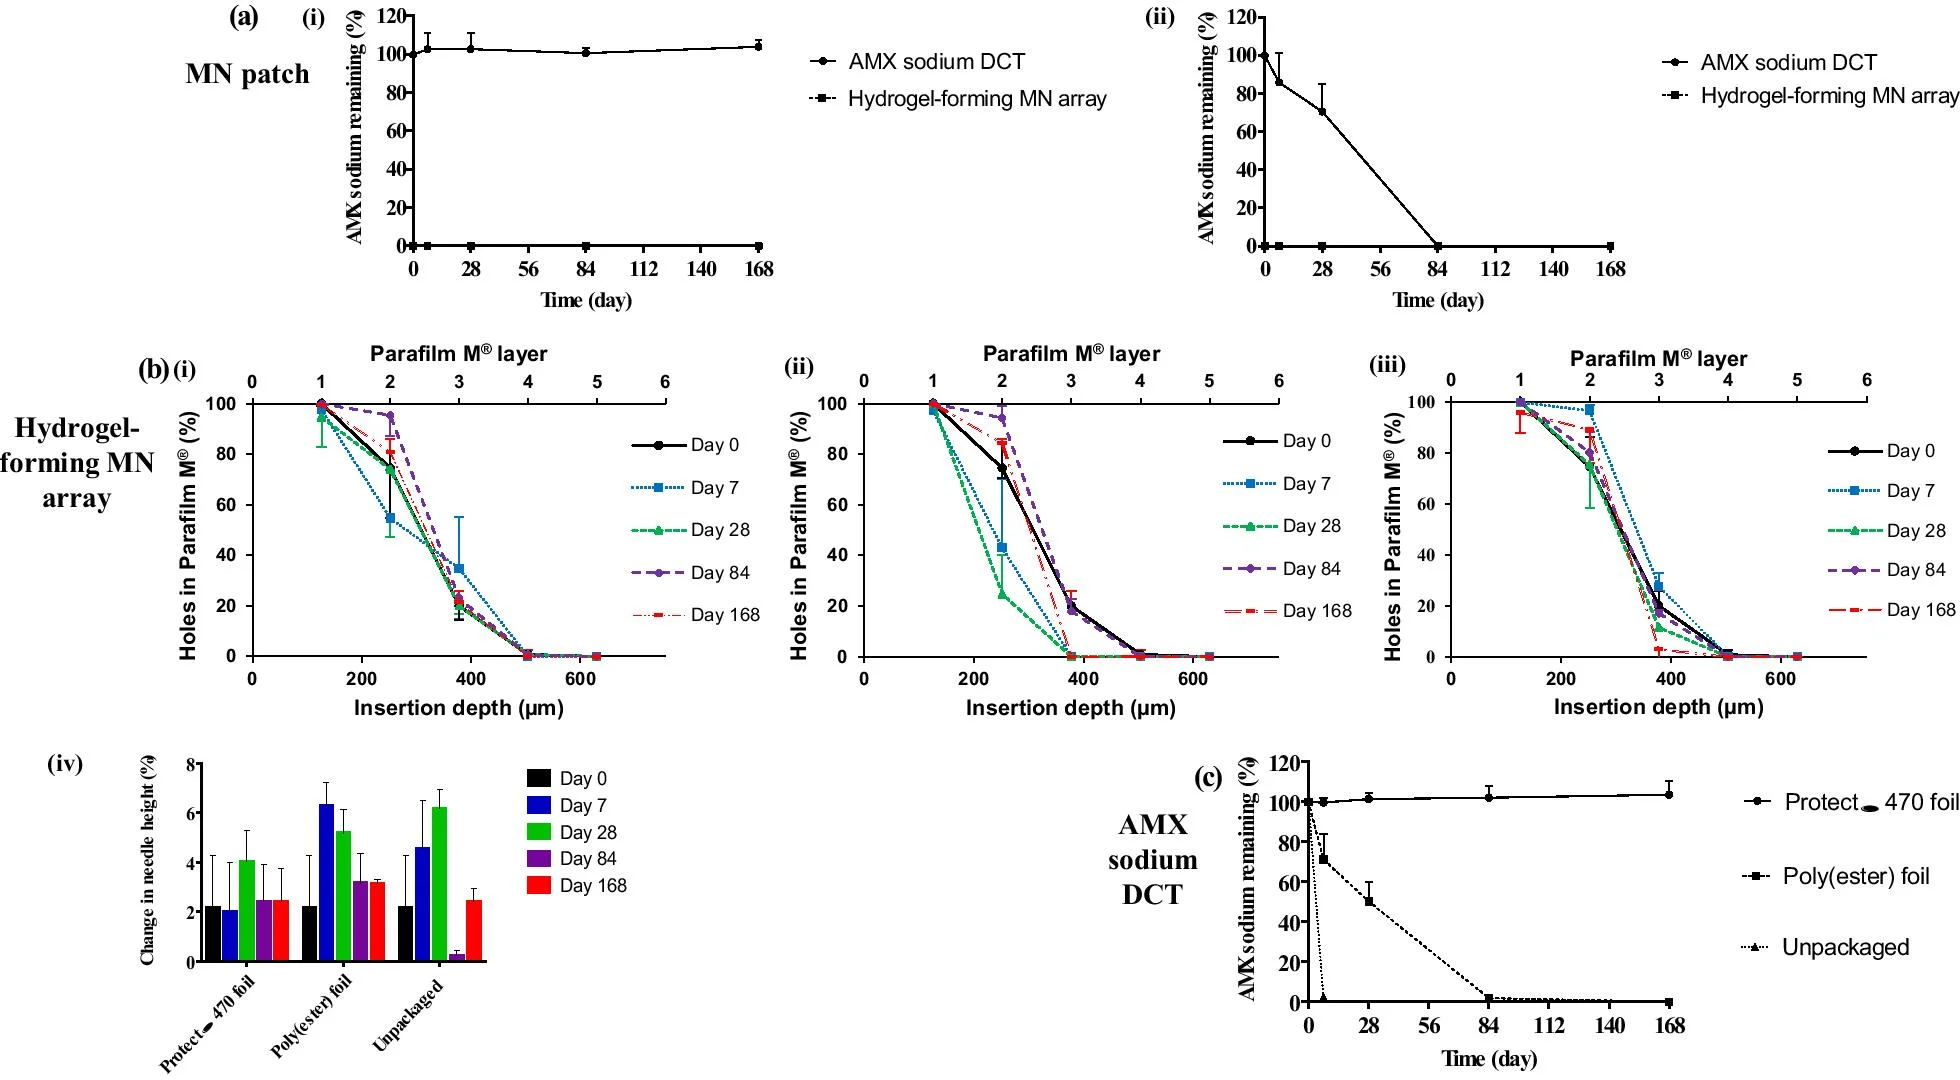 (a)
(i)
MN patch
AMX sodium remaining (%)
120
100
80
60
40
20
0
0 28 56 84 112 140 168
Time (day)
AMX sodium DCT
Hydrogel-forming MN array
(ii)
AMX sodium remaining (%)
120
100
80
60
40
20
0
0 28 56 84 112 140 168
Time (day)
AMX sodium DCT
Hydrogel-forming MN array
Hydrogel-
forming MN
array
(b) (i)
Parafilm M® layer
0 1 2 3 4 5 6
Holes in Parafilm M® (%)
100
80
60
40
20
0
0 200 400 600
Insertion depth (µm)
Day 0
Day 7
Day 28
Day 84
Day 168
(ii)
Parafilm M® layer
0 1 2 3 4 5 6
Holes in Parafilm M® (%)
100
80
60
40
20
0
0 200 400 600
Insertion depth (µm)
Day 0
Day 7
Day 28
Day 84
Day 168
(iii)
Parafilm M® layer
0 1 2 3 4 5 6
Holes in Parafilm M® (%)
100
80
60
40
20
0
0 200 400 600
Insertion depth (µm)
Day 0
Day 7
Day 28
Day 84
Day 168
(iv)
Change in needle height (%)
8
6
4
2
0
Protect 470 foil
Poly(ester) foil
Unpackaged
Day 0
Day 7
Day 28
Day 84
Day 168
(c)
AMX
sodium
DCT
AMX sodium remaining (%)
120
100
80
60
40
20
0
0 28 56 84 112 140 168
Time (day)
Protect 470 foil
Poly(ester) foil
Unpackaged